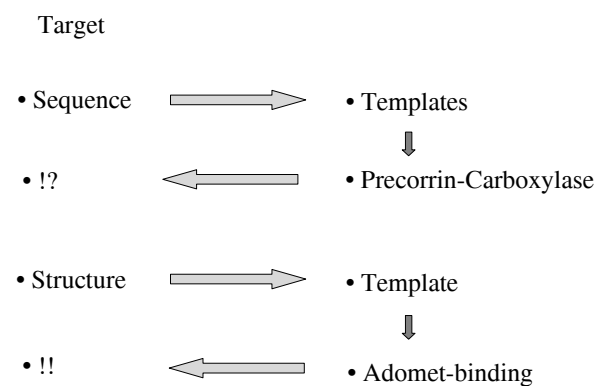 Target
• Sequence
• Templates
• !?
• Precorrin-Carboxylase
• Structure
• Template
• !!
• Adomet-binding